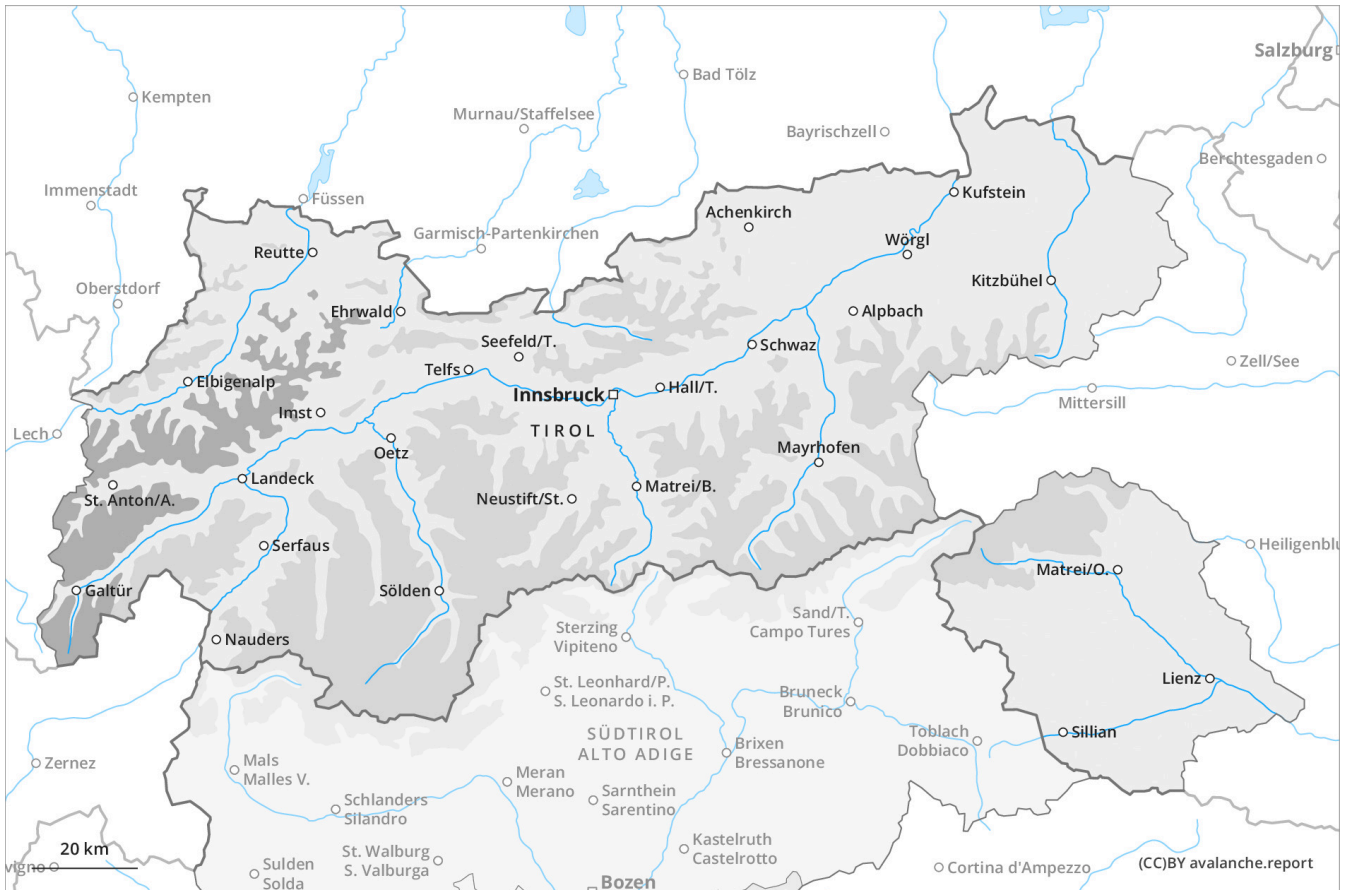 Salzburg
Bad Tölz
Kempten
Murnau/Staffelsee
Bayrischzell
Berchtesgaden
Immenstadt
Füssen
Kufstein
Achenkirch
Garmisch-Partenkirchen
Wörgl
Reutte
Oberstdorf
Kitzbühel
Ehrwald
Alpbach
Seefeld/T.
Schwaz
Zell/See
Telfs
Elbigenalp
Hall/T.
Innsbruck
Mittersill
Imst
TIROL
Lech
Oetz
Mayrhofen
Landeck
Matrei/B.
St. Anton/A.
Neustift/St.
Serfaus
Heiligenblu
Matrei/O.
Galtür
Sölden
Sand/T.
Campo Tures
Sterzing
Vipiteno
Nauders
Lienz
St. Leonhard/P.
S. Leonardo i. P.
Bruneck
Brunico
Sillian
SÜDTIROL
ALTO ADIGE
Toblach
Dobbiaco
Brixen
Bressanone
Zernez
Mals
Malles V.
Meran
Merano
Sarnthein
Sarentino
Schlanders
Silandro
20 km
Kastelruth
Castelrotto
St. Walburg
S. Valburga
vigno
Sulden
Solda
Cortina d'Ampezzo
(CC)BY avalanche.report
Bozen